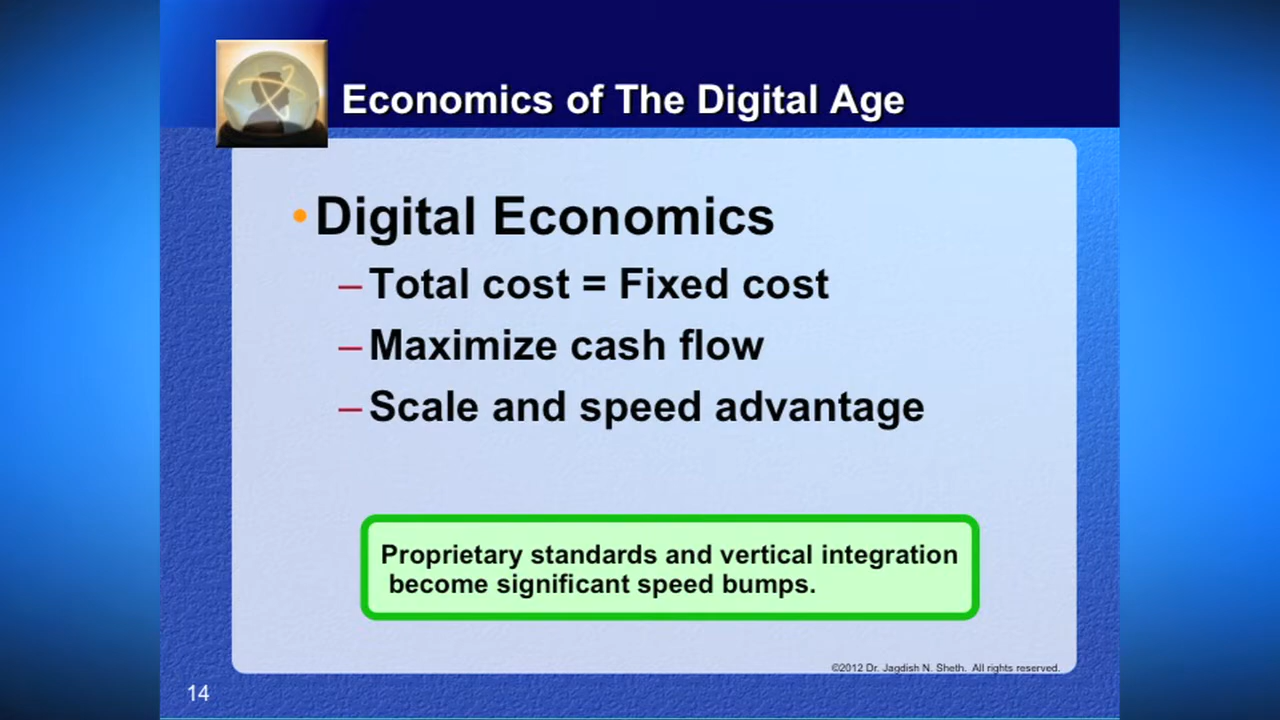 Economics of The Digital Age
•Digital Economics
–Total cost = Fixed cost
–Maximize cash flow
–Scale and speed advantage
Proprietary standards and vertical integration
become significant speed bumps.
©2012 Dr. Jagdish N. Sheth. All rights reserved.
14